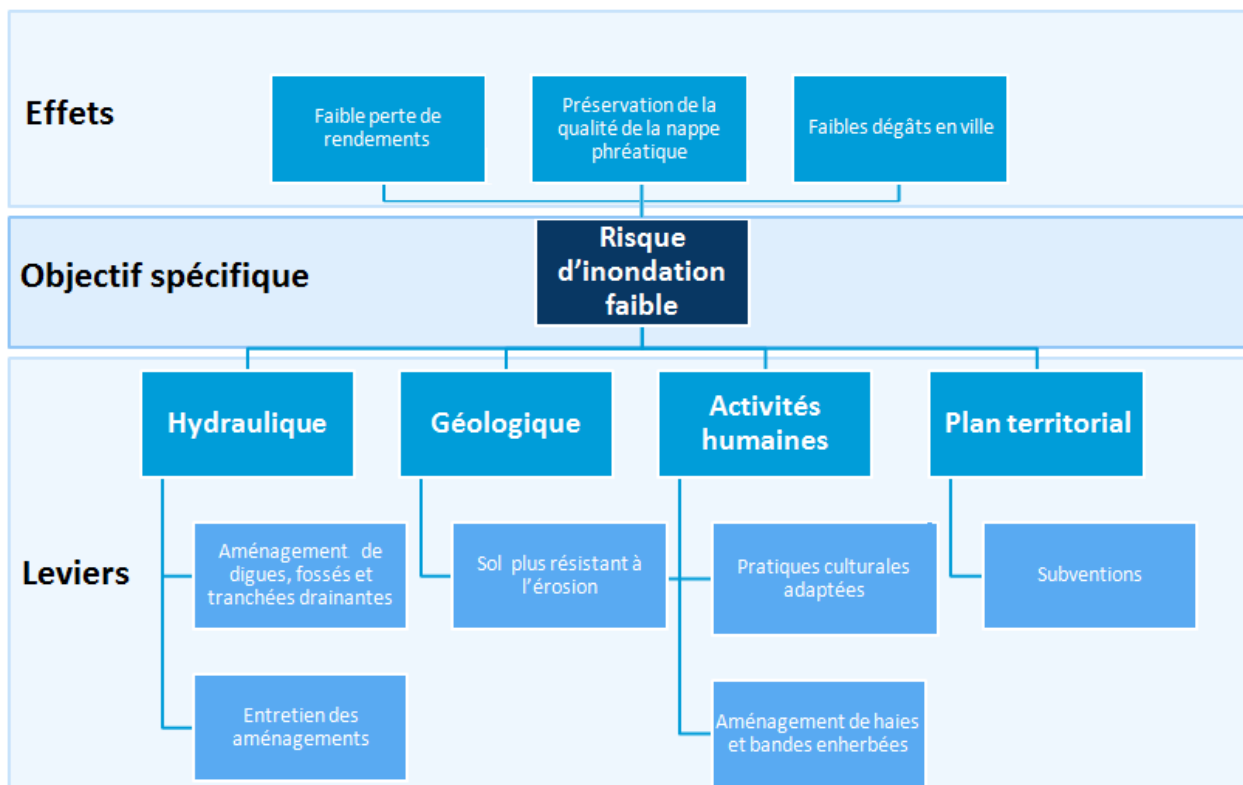 Effets
Faible perte de
rendements
Préservation de la
qualité de la nappe
phréatique
Faibles dégâts en ville
Objectif spécifique
Risque
d’inondation
faible
Leviers
Hydraulique
Géologique
Activités
humaines
Plan territorial
Aménagement de
digues, fossés et
tranchées drainantes
Sol plus résistant à
l’érosion
Pratiques culturales
adaptées
Subventions
Entretien des
aménagements
Aménagement de haies
et bandes enherbées